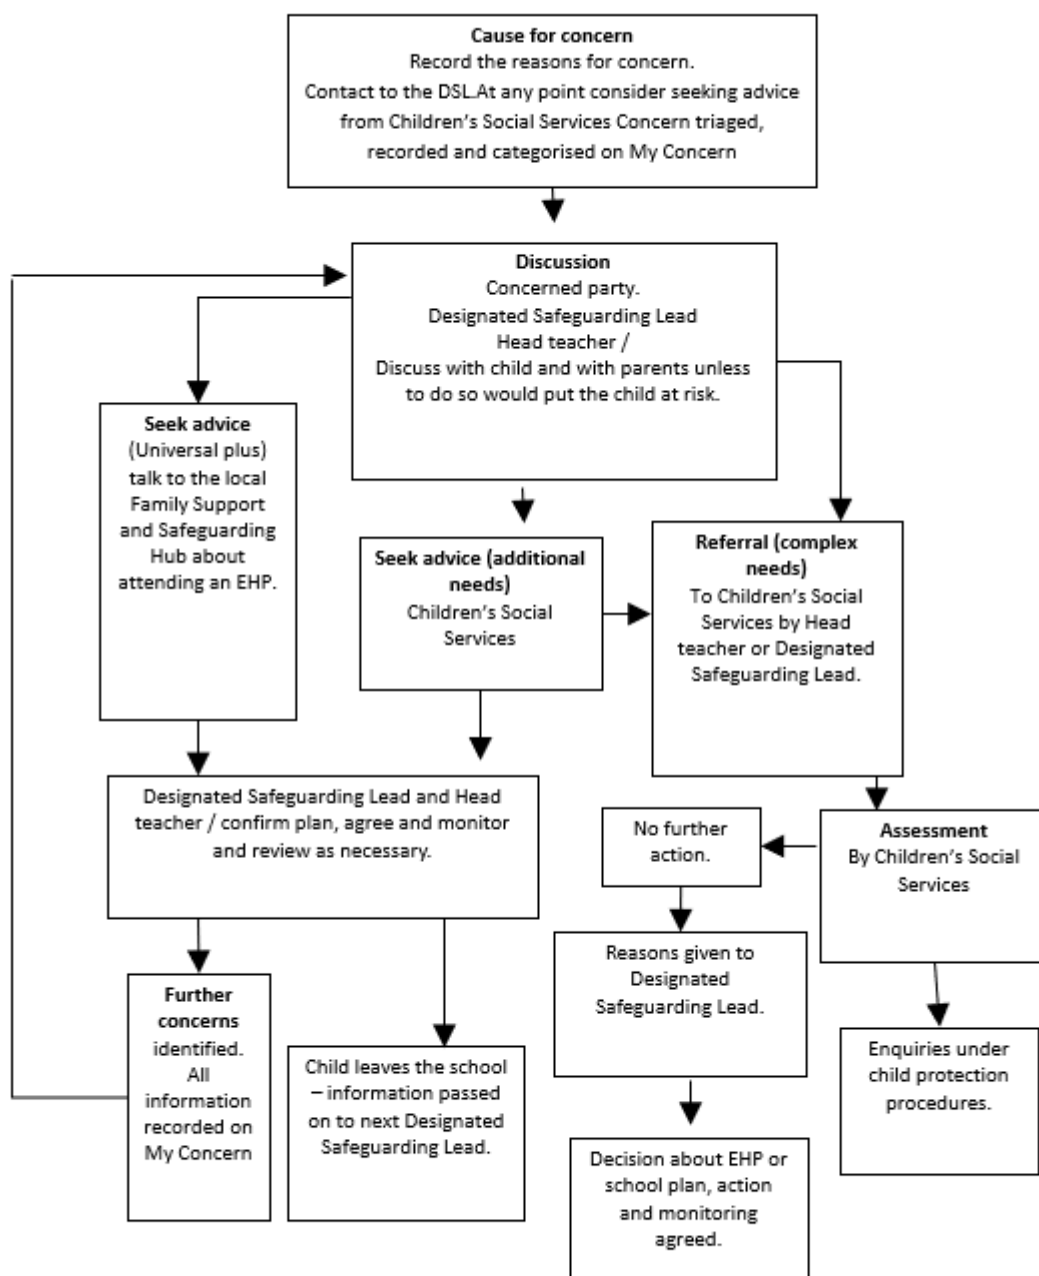 Cause for concern
Record the reasons for concern.
Contact to the DSL.At any point consider seeking advice
from Children's Social Services Concern triaged,
recorded and categorised on My Concern
Discussion
Concerned party.
Designated Safeguarding Lead
Head teacher /
Discuss with child and with parents unless
to do so would put the child at risk.
Seek advice
(Universal plus)
talk to the local
Family Support
and Safeguarding
Hub about
attending an EHP.
Seek advice (additional
needs)
Children's Social
Services
Referral (complex
needs)
To Children's Social
Services by Head
teacher or Designated
Safeguarding Lead.
Designated Safeguarding Lead and Head
teacher / confirm plan, agree and monitor
and review as necessary.
No further
action.
Assessment
By Children's Social
Services
Reasons given to
Designated
Safeguarding Lead.
Further
concerns
identified.
All
information
recorded on
My Concern
Child leaves the school
– information passed
on to next Designated
Safeguarding Lead.
Enquiries under
child protection
procedures.
Decision about EHP or
school plan, action
and monitoring
agreed.